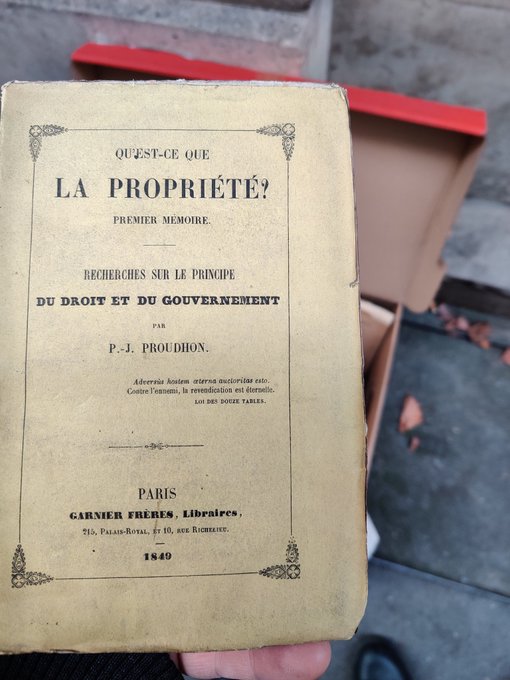 QU'EST-CE QUE
LA PROPRIÉTÉ?
PREMIER MÉMOIRE.
RECHERCHES SUR LE PRINCIPE
DU DROIT ET DU GOUVERNEMENT
PAR
P.-J. PROUDHON.
Adversùs hostem æterna auctoritas esto.
Contre l'ennemi, la revendication est éternelle.
LOI DES DOUZE TABLES.
PARIS
GARNIER FRÈRES, Libraires,
215, PALAIS-ROYAL, ET 10, RUE RICHELIEU.
1849